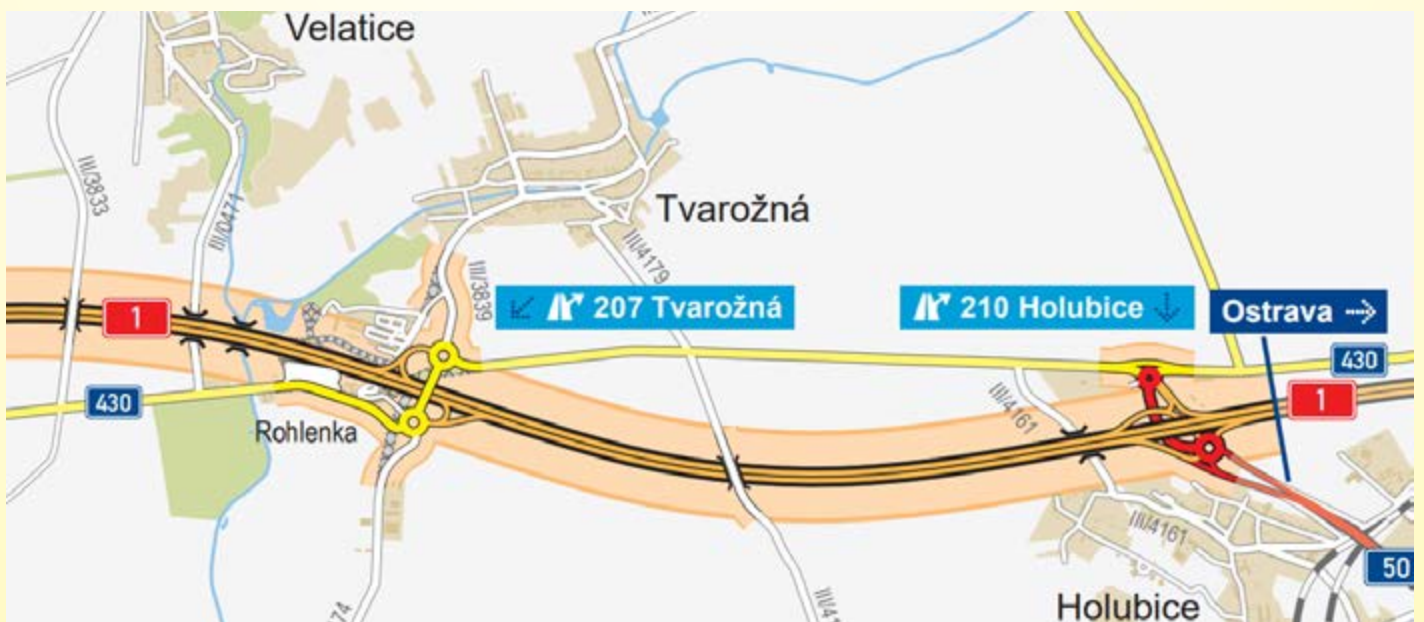 Velatice
III/3833
III/0471
Tvarožná
III/3839
III/4179
207 Tvarožná
210 Holubice
Ostrava
1
430
430
1
Rohlenka
III/4161
III/4161
50
Holubice